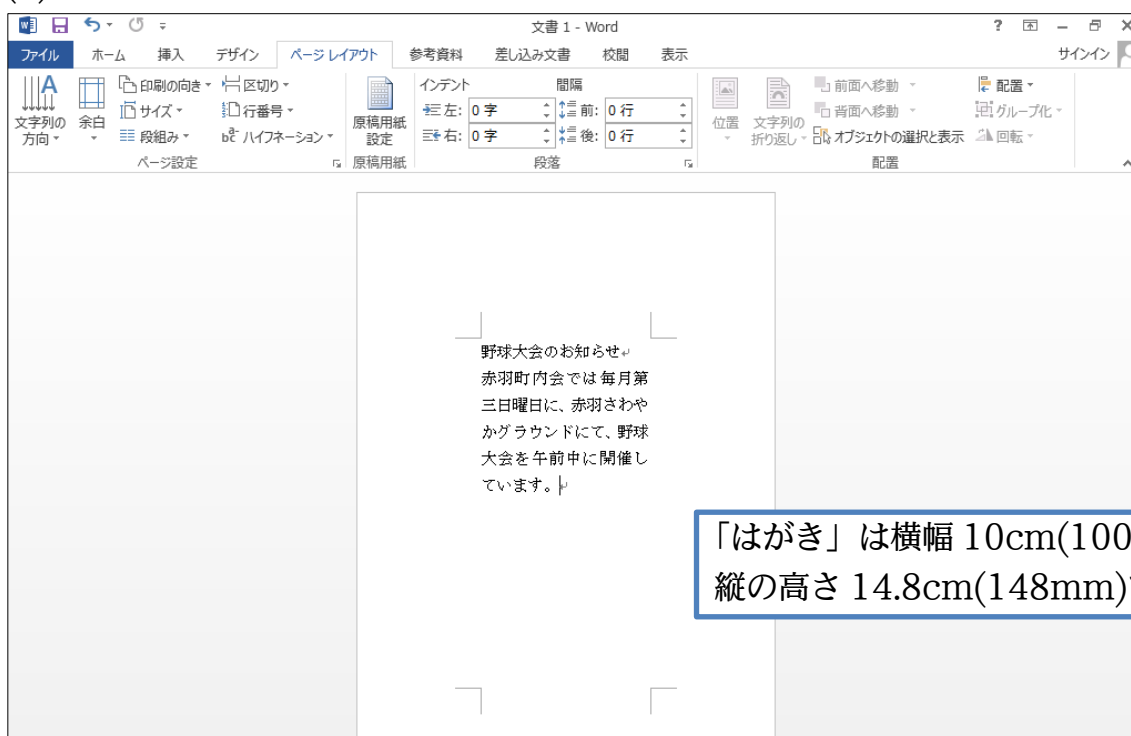 文書 1 - Word
ファイル ホーム 挿入 デザイン ページ レイアウト 参考資料 差し込み文書 校閲 表示 サインイン
文字列の方向
余白
印刷の向き
サイズ
段組み
区切り
行番号
ハイフネーション
ページ設定
原稿用紙設定
原稿用紙
インデント
左: 0 字
右: 0 字
間隔
前: 0 行
後: 0 行
段落
位置
文字列の折り返し
前面へ移動
背面へ移動
オブジェクトの選択と表示
配置
グループ化
回転
配置
野球大会のお知らせ
赤羽町内会では毎月第
三日曜日に、赤羽さわや
かグラウンドにて、野球
大会を午前中に開催し
ています。
「はがき」は横幅 10cm(100
縦の高さ 14.8cm(148mm)